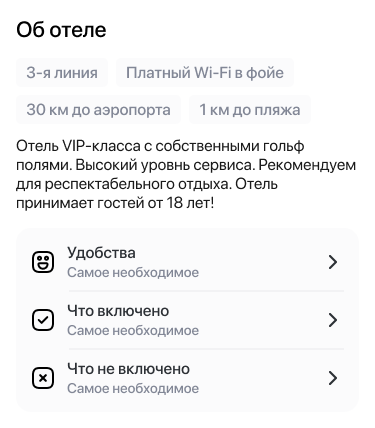 Об отеле
3-я линия Платный Wi-Fi в фойе
30 км до аэропорта 1 км до пляжа
Отель VIP-класса с собственными гольф
полями. Высокий уровень сервиса. Рекомендуем
для респектабельного отдыха. Отель
принимает гостей от 18 лет!
Удобства
Самое необходимое
Что включено
Самое необходимое
Что не включено
Самое необходимое